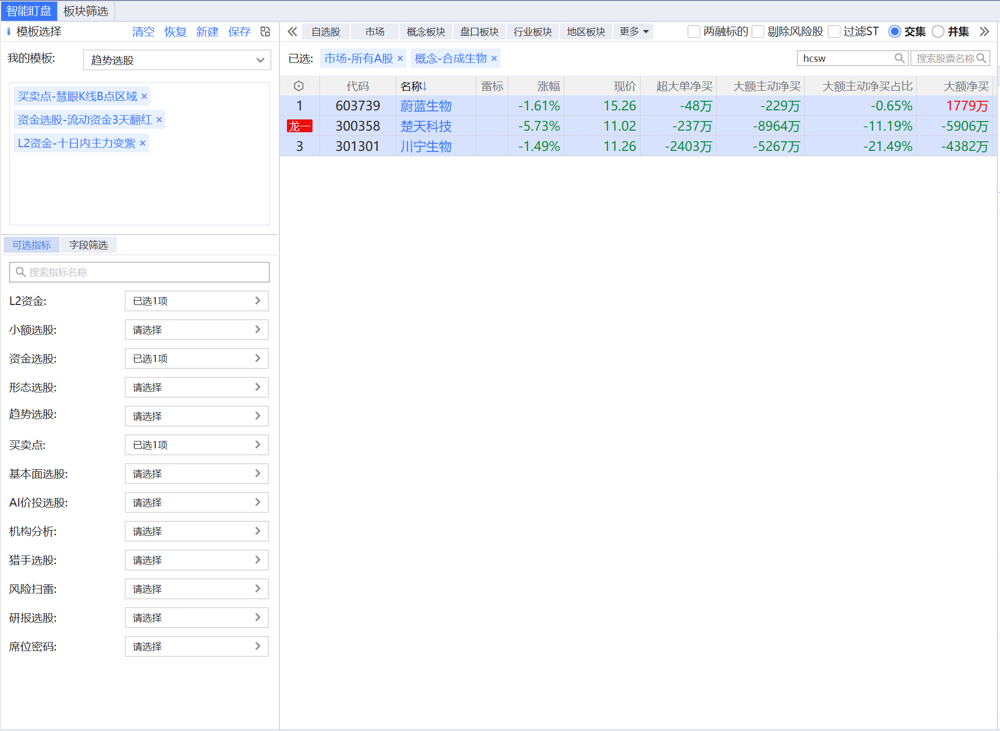 智能盯盘 板块筛选
模板选择 清空 恢复 新建 保存
我的模板: 趋势选股
买卖点-慧眼K线B点区域 ×
资金选股-流动资金3天翻红 ×
L2资金-十日内主力变紫 ×
可选指标 字段筛选
搜索指标名称
L2资金: 已选1项
小额选股: 请选择
资金选股: 已选1项
形态选股: 请选择
趋势选股: 请选择
买卖点: 已选1项
基本面选股: 请选择
AI价投选股: 请选择
机构分析: 请选择
猎手选股: 请选择
风险扫雷: 请选择
研报选股: 请选择
席位密码: 请选择
自选股 市场 概念板块 盘口板块 行业板块 地区板块 更多 两融标的 剔除风险股 过滤ST 交集 并集
已选: 市场-所有A股 × 概念-合成生物 × hcsw 搜索股票名称
代码 名称↓ 雷标 涨幅 现价 超大单净买 大额主动净买 大额主动净买占比 大额净买
1 603739 蔚蓝生物 -1.61% 15.26 -48万 -229万 -0.65% 1779万
龙一 300358 楚天科技 -5.73% 11.02 -237万 -8964万 -11.19% -5906万
3 301301 川宁生物 -1.49% 11.26 -2403万 -5267万 -21.49% -4382万